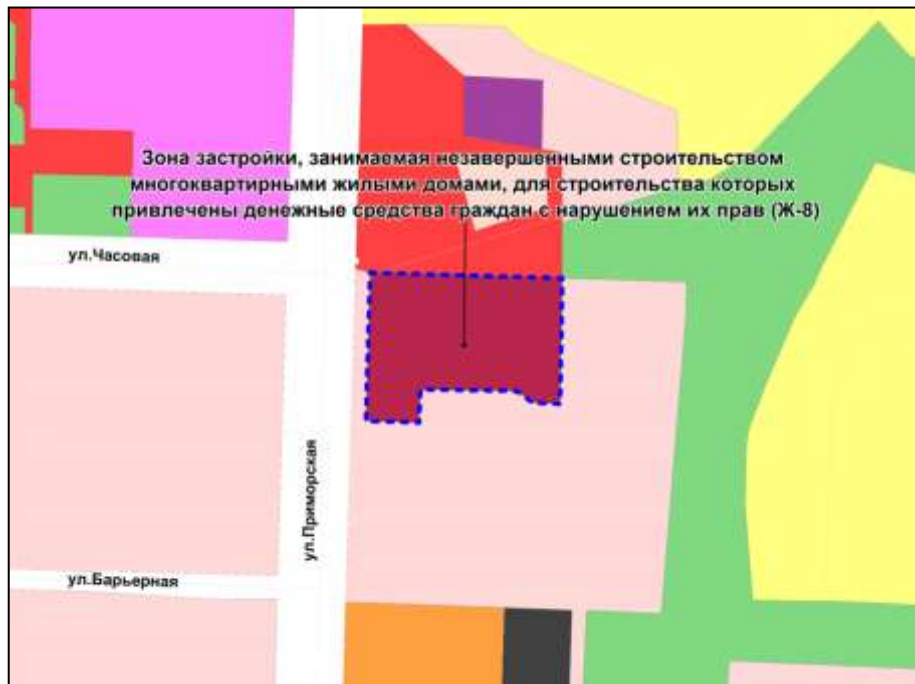 Зона застройки, занимаемая незавершенными строительством
многоквартирными жилыми домами, для строительства которых
привлечены денежные средства граждан с нарушением их прав (Ж-8)
ул.Часовая
ул.Приморская
ул.Барьерная